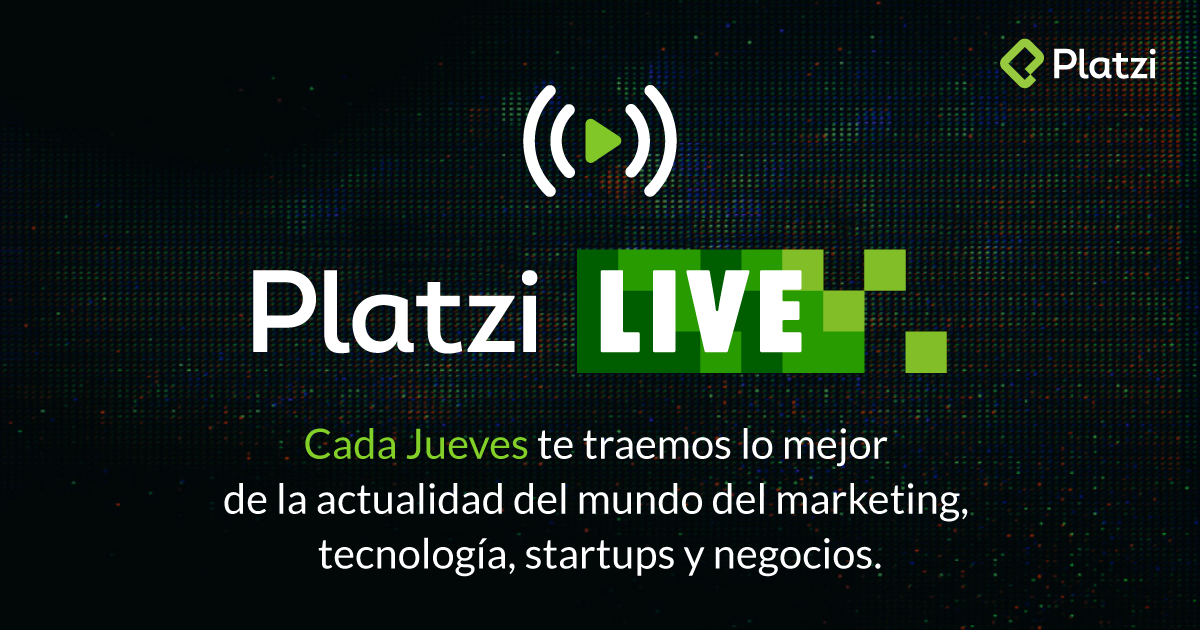 Platzi
Platzi LIVE
Cada Jueves te traemos lo mejor
de la actualidad del mundo del marketing,
tecnología, startups y negocios.